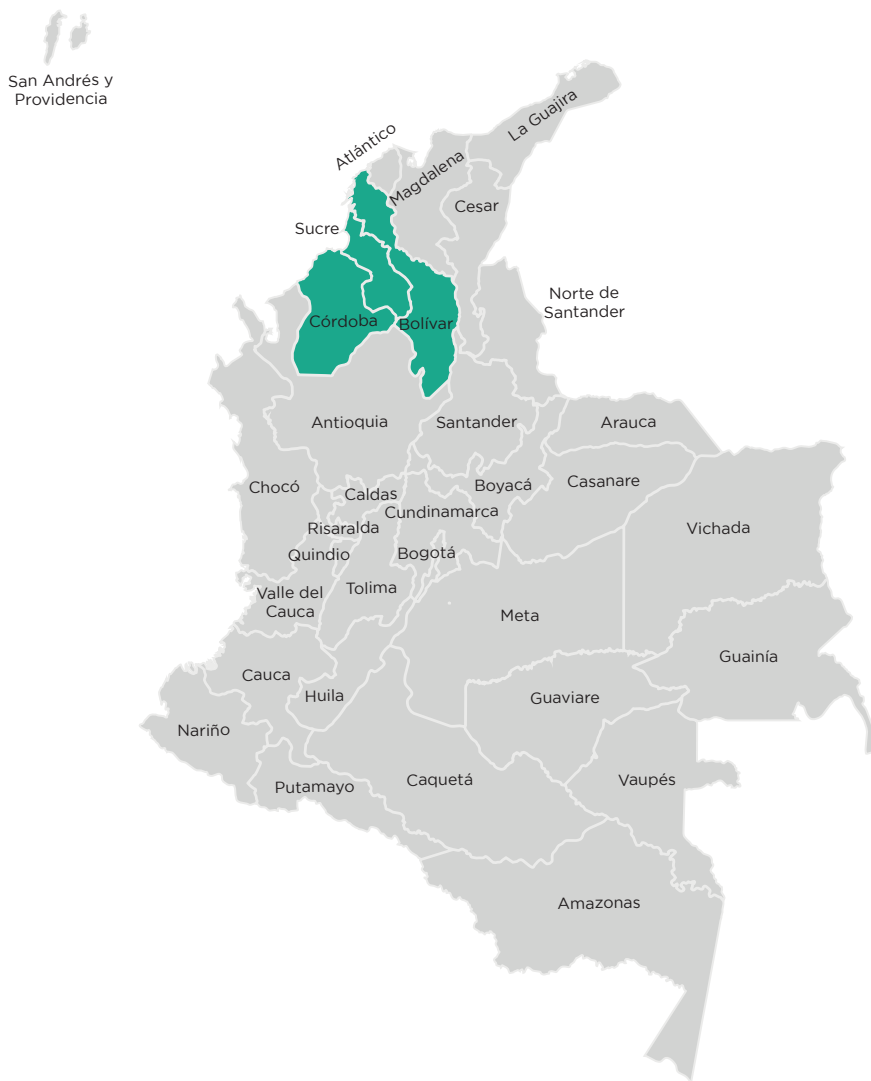 San Andrés y
Providencia
La Guajira
Atlántico
Magdalena
Cesar
Sucre
Norte de
Santander
Córdoba
Bolívar
Antioquia
Santander
Arauca
Chocó
Caldas
Boyacá
Casanare
Cundinamarca
Risaralda
Vichada
Quindio
Bogotá
Tolima
Valle del
Cauca
Meta
Guainía
Cauca
Huila
Guaviare
Nariño
Putamayo
Caquetá
Vaupés
Amazonas